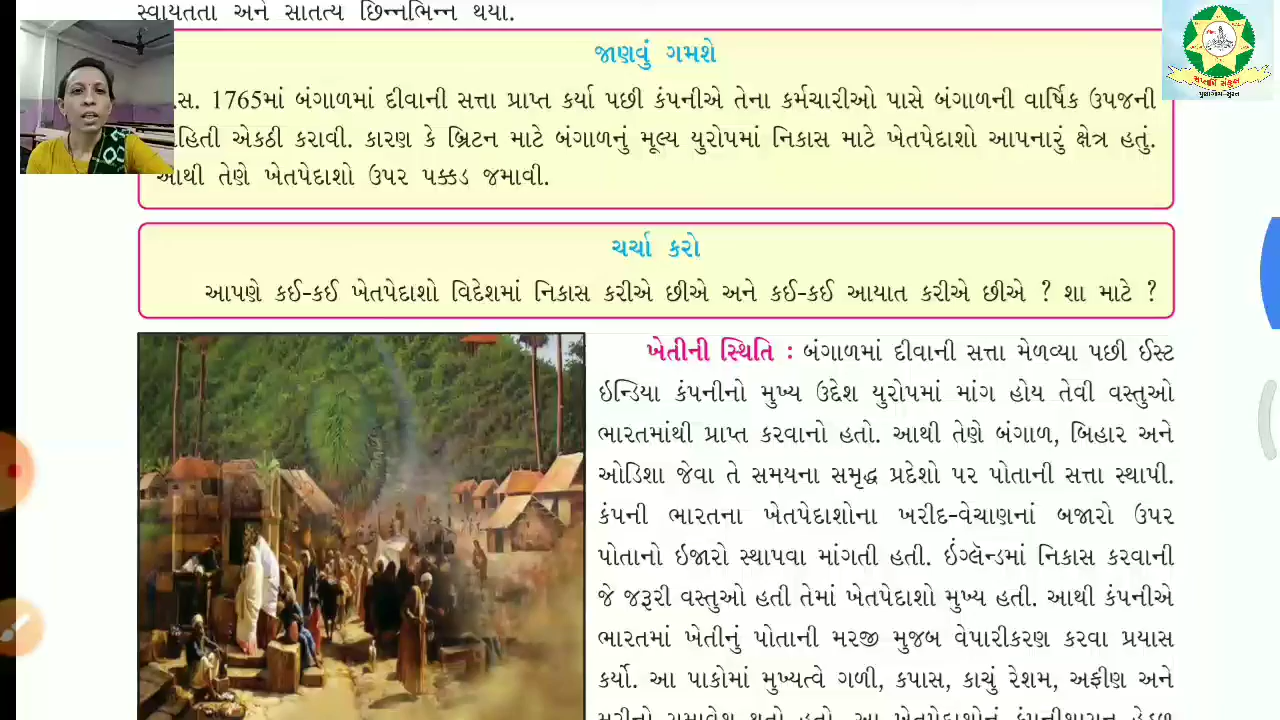 સ્વાયતતા અને સાતત્ય છિન્નભિન્ન થયા.
જાણવું ગમશે
.સ. 1765માં બંગાળમાં દીવાની સત્તા પ્રાપ્ત કર્યા પછી કંપનીએ તેના કર્મચારીઓ પાસે બંગાળની વાર્ષિક ઉપજની
હિતી એકઠી કરાવી. કારણ કે બ્રિટન માટે બંગાળનું મૂલ્ય યુરોપમાં નિકાસ માટે ખેતપેદાશો આપનારું ક્ષેત્ર હતું.
આથી તેણે ખેતપેદાશો ઉપર પક્કડ જમાવી.
ચર્ચા કરો
આપણે કઈ-કઈ ખેતપેદાશો વિદેશમાં નિકાસ કરીએ છીએ અને કઈ-કઈ આયાત કરીએ છીએ ? શા માટે ?
ખેતીની સ્થિતિ : બંગાળમાં દીવાની સત્તા મેળવ્યા પછી ઈસ્ટ
ઇન્ડિયા કંપનીનો મુખ્ય ઉદેશ યુરોપમાં માંગ હોય તેવી વસ્તુઓ
ભારતમાંથી પ્રાપ્ત કરવાનો હતો. આથી તેણે બંગાળ, બિહાર અને
ઓડિશા જેવા તે સમયના સમૃદ્ધ પ્રદેશો પર પોતાની સત્તા સ્થાપી.
કંપની ભારતના ખેતપેદાશોના ખરીદ-વેચાણનાં બજારો ઉપર
પોતાનો ઇજારો સ્થાપવા માંગતી હતી. ઇંગ્લૅન્ડમાં નિકાસ કરવાની
જે જરૂરી વસ્તુઓ હતી તેમાં ખેતપેદાશો મુખ્ય હતી. આથી કંપનીએ
ભારતમાં ખેતીનું પોતાની મરજી મુજબ વેપારીકરણ કરવા પ્રયાસ
કર્યો. આ પાકોમાં મુખ્યત્વે ગળી, કપાસ, કાચું રેશમ, અફીણ અને